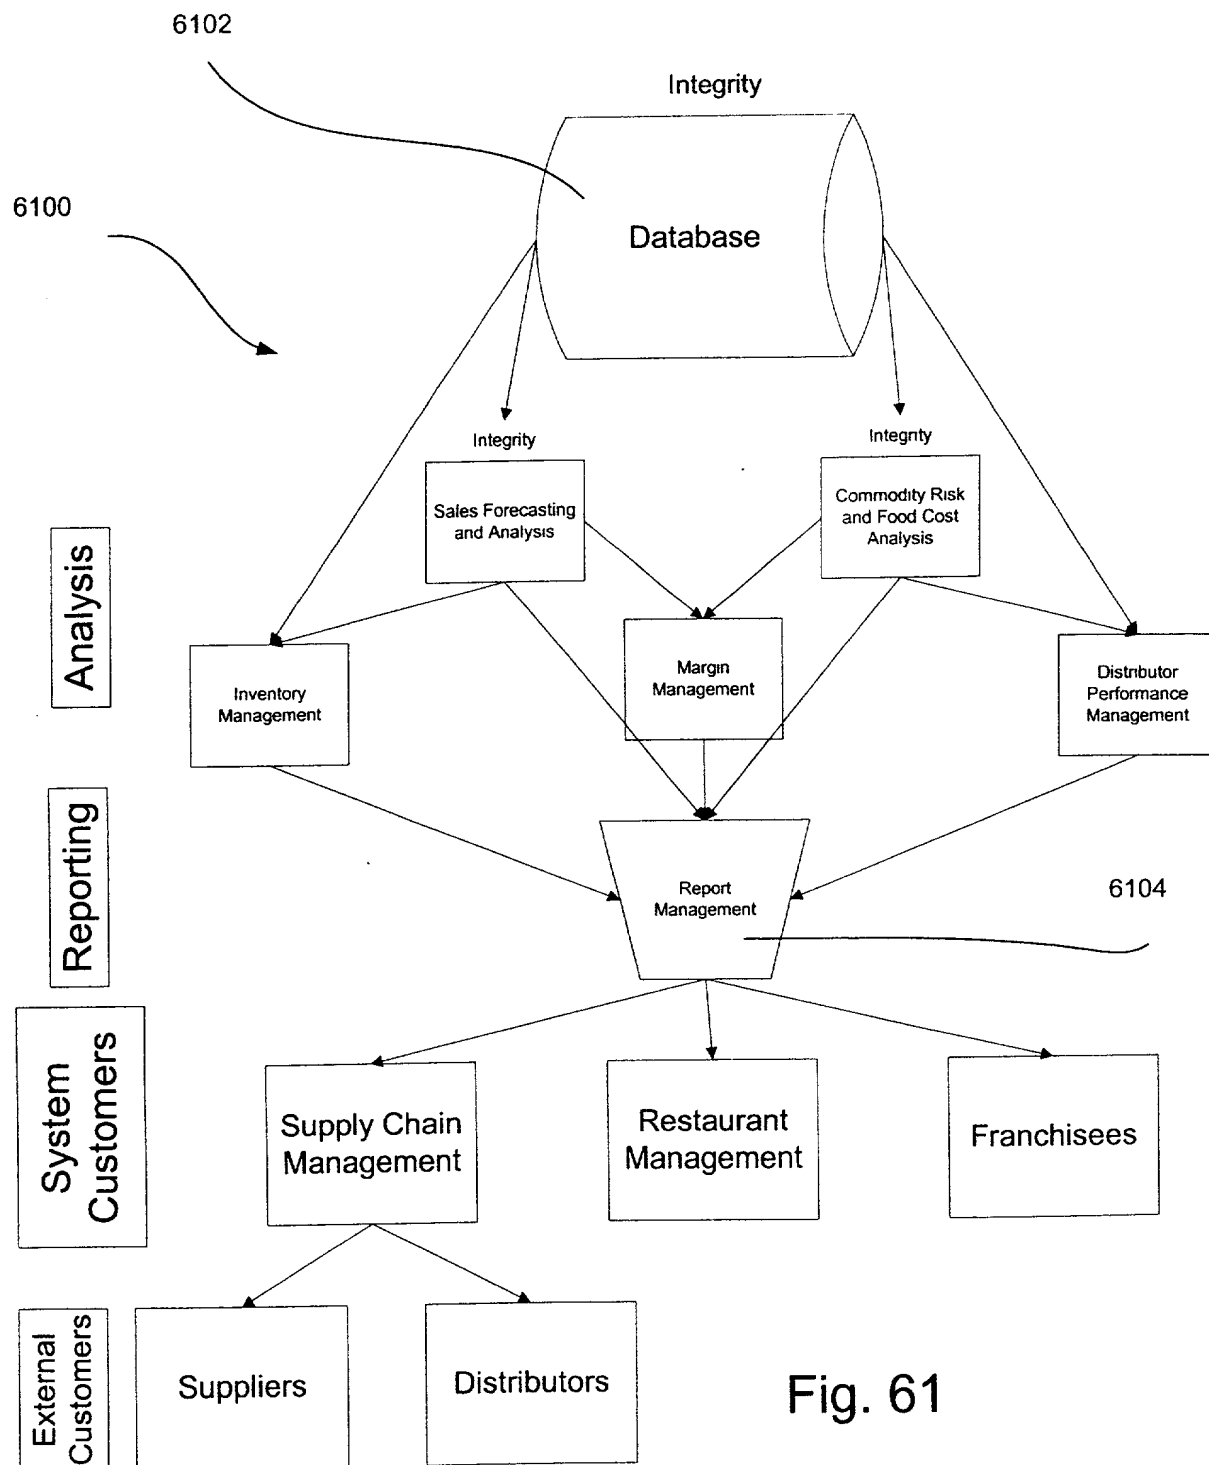 6102
Integrity
6100
Database
Integrity
Integrity
Sales Forecasting
and Analysis
Commodity Risk
and Food Cost
Analysis
Analysis
Inventory
Management
Margin
Management
Distributor
Performance
Management
Reporting
Report
Management
6104
System
Customers
Supply Chain
Management
Restaurant
Management
Franchisees
External
Customers
Suppliers
Distributors
Fig. 61